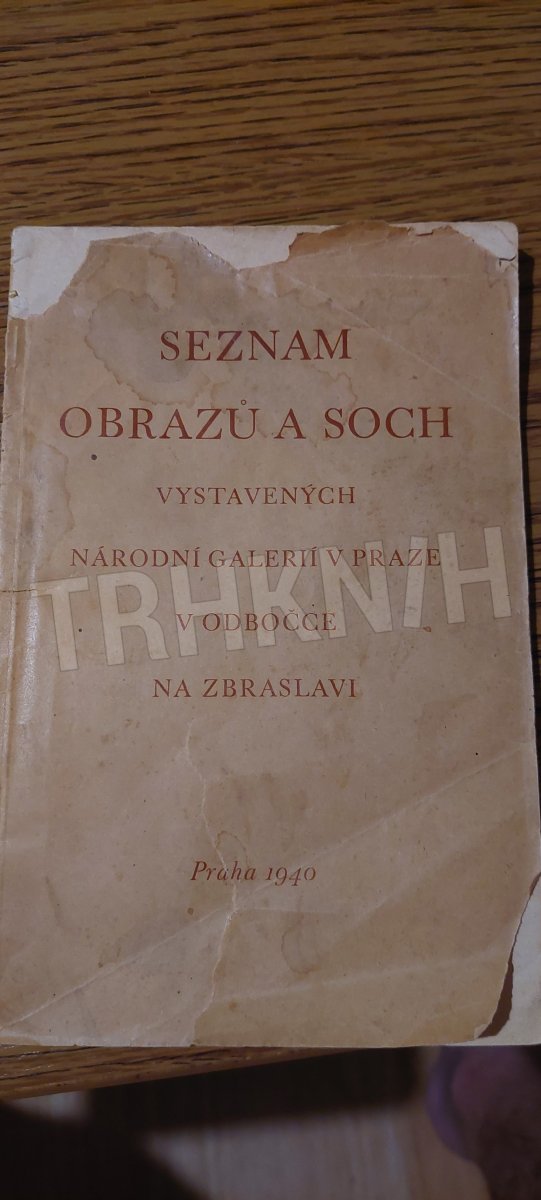 SEZNAM
OBRAZŮ A SOCH
VYSTAVENÝCH
NÁRODNÍ GALERIÍ V PRAZE
TRHKNIH
V ODBOČCE
NA ZBRASLAVI
Praha 1940